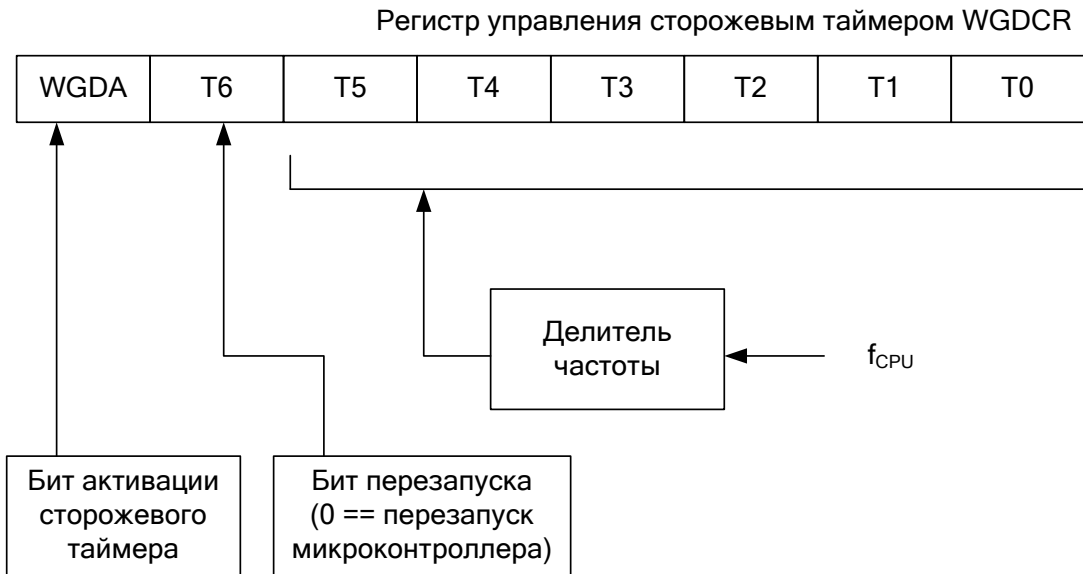 Регистр управления сторожевым таймером WGDCR
WGDA T6 T5 T4 T3 T2 T1 T0
Делитель
частоты
fCPU
Бит активации
сторожевого
таймера
Бит перезапуска
(0 == перезапуск
микроконтроллера)